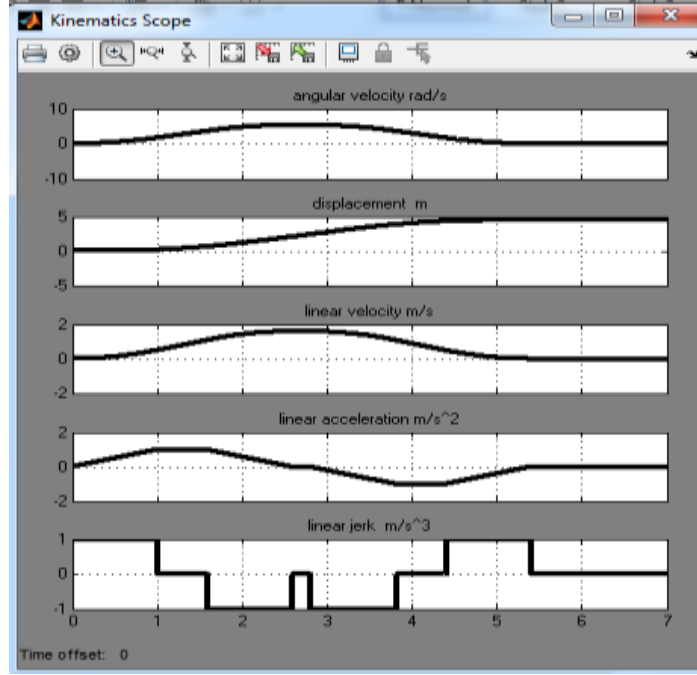 Kinematics Scope
angular velocity rad/s
10
0
-10
displacement m
5
0
-5
linear velocity m/s
2
0
-2
linear acceleration m/s^2
2
0
-2
linear jerk m/s^3
1
0
-1
0 1 2 3 4 5 6 7
Time offset: 0